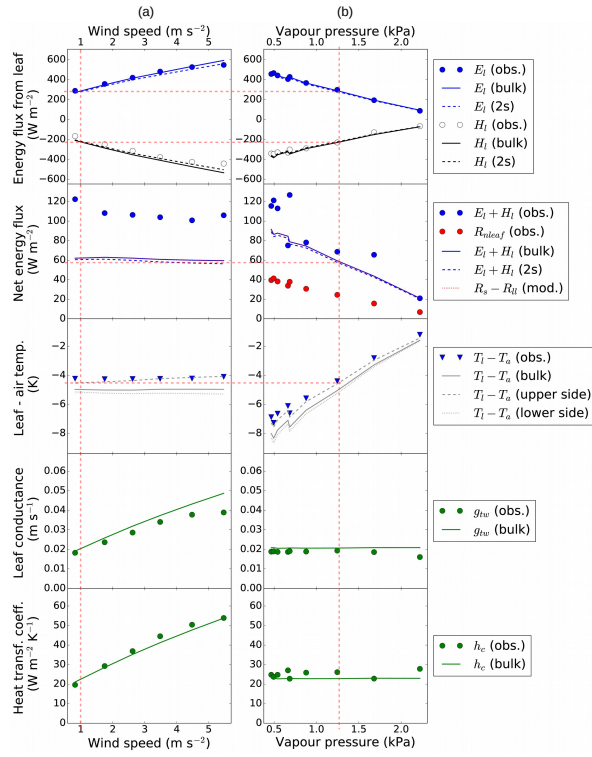 (a)
(b)
Wind speed (m s⁻²)
Vapour pressure (kPa)
1 2 3 4 5
0.5 1.0 1.5 2.0
Energy flux from leaf
(W m⁻²)
600
400
200
0
−200
−400
−600
E_l (obs.)
E_l (bulk)
E_l (2s)
H_l (obs.)
H_l (bulk)
H_l (2s)
Net energy flux
(W m⁻²)
120
100
80
60
40
20
0
E_l + H_l (obs.)
R_nleaf (obs.)
E_l + H_l (bulk)
E_l + H_l (2s)
R_s − R_ll (mod.)
Leaf - air temp.
(K)
−2
−4
−6
−8
T_l − T_a (obs.)
T_l − T_a (bulk)
T_l − T_a (upper side)
T_l − T_a (lower side)
Leaf conductance
(m s⁻¹)
0.06
0.05
0.04
0.03
0.02
0.01
0.00
g_tw (obs.)
g_tw (bulk)
Heat transf. coeff.
(W m⁻² K⁻¹)
60
50
40
30
20
10
0
h_c (obs.)
h_c (bulk)
1 2 3 4 5
0.5 1.0 1.5 2.0
Wind speed (m s⁻²)
Vapour pressure (kPa)